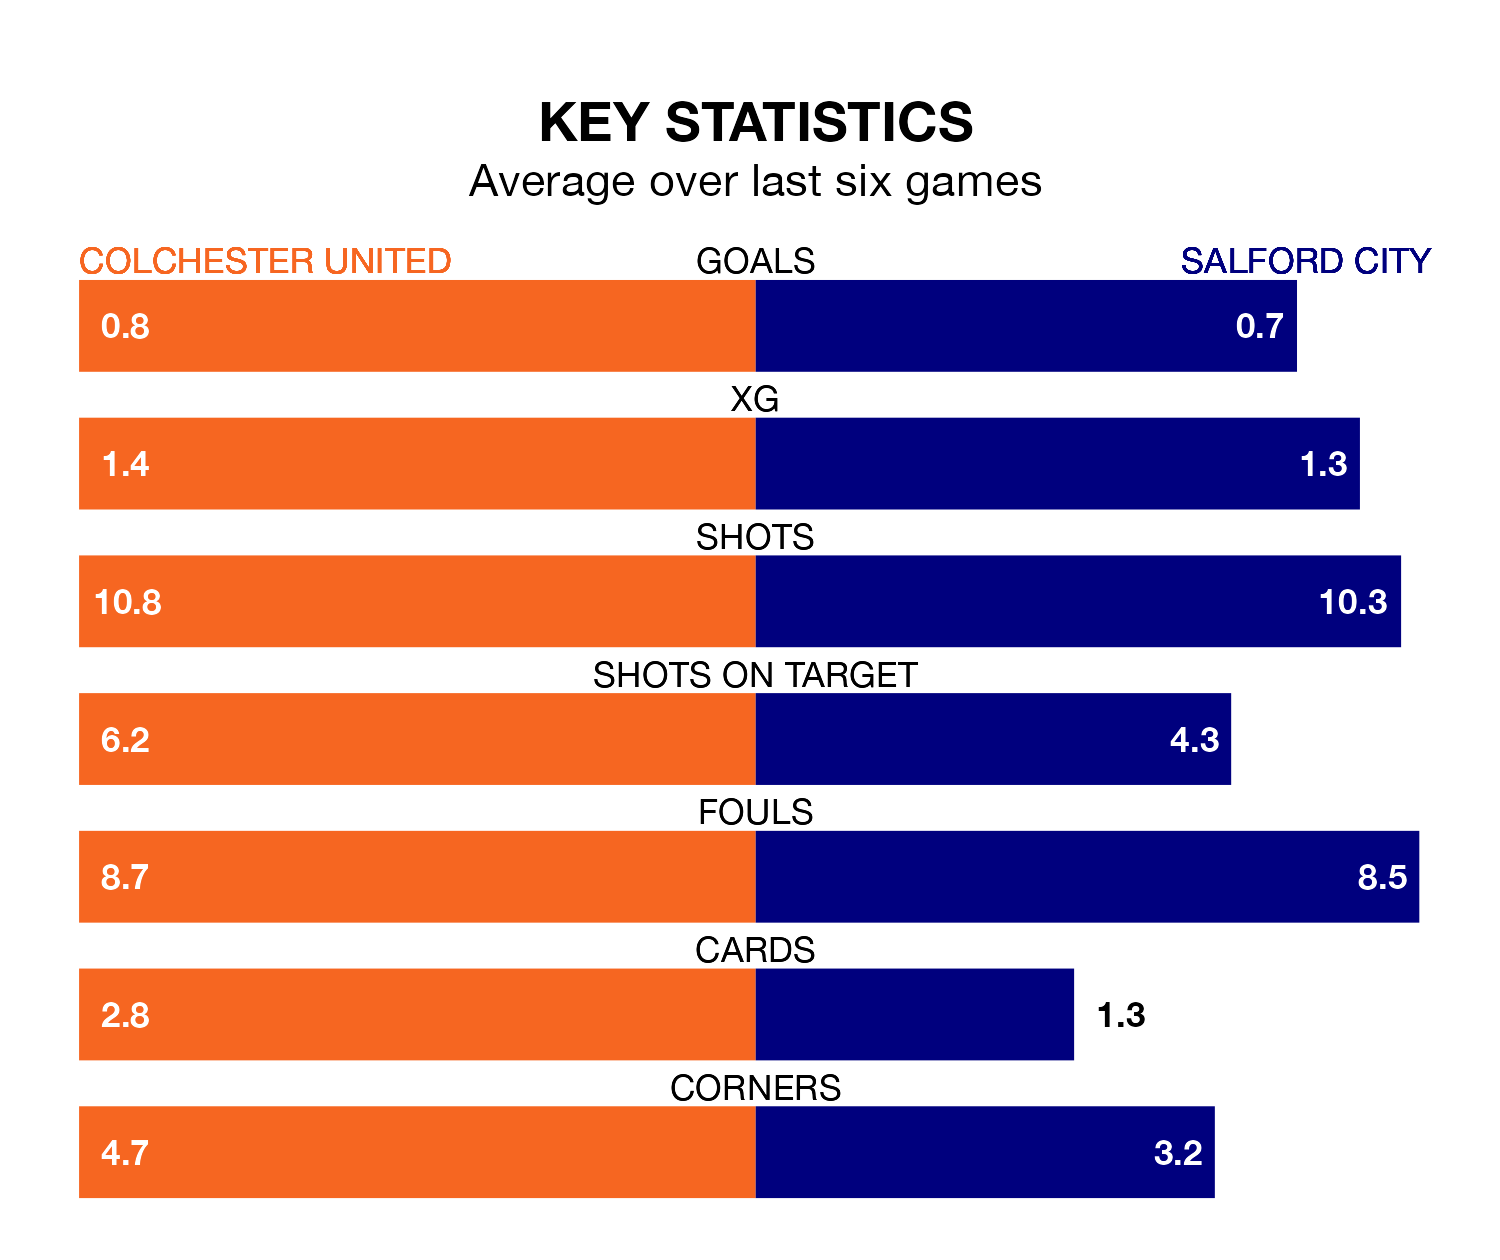 KEY STATISTICS
Average over last six games
COLCHESTER UNITED GOALS SALFORD CITY
0.8 0.7
XG
1.4 1.3
SHOTS
10.8 10.3
SHOTS ON TARGET
6.2 4.3
FOULS
8.7 8.5
CARDS
2.8 1.3
CORNERS
4.7 3.2